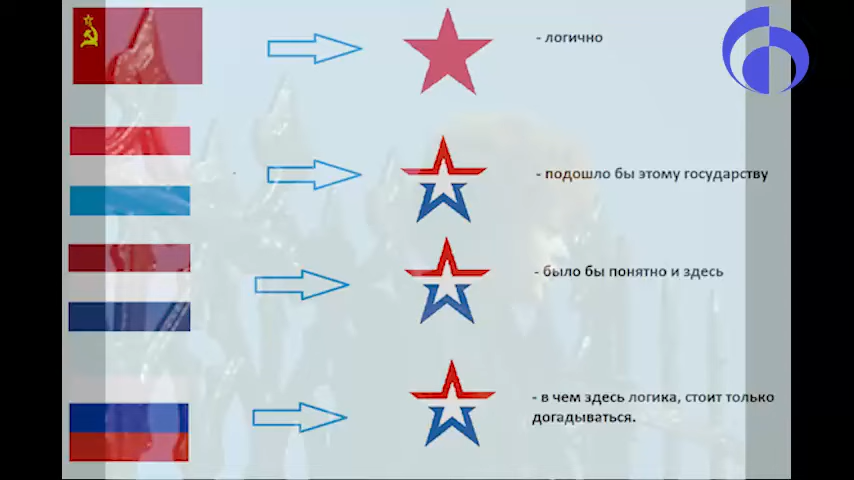 - логично
- подошло бы этому государству
- было бы понятно и здесь
- в чем здесь логика, стоит только
догадываться.